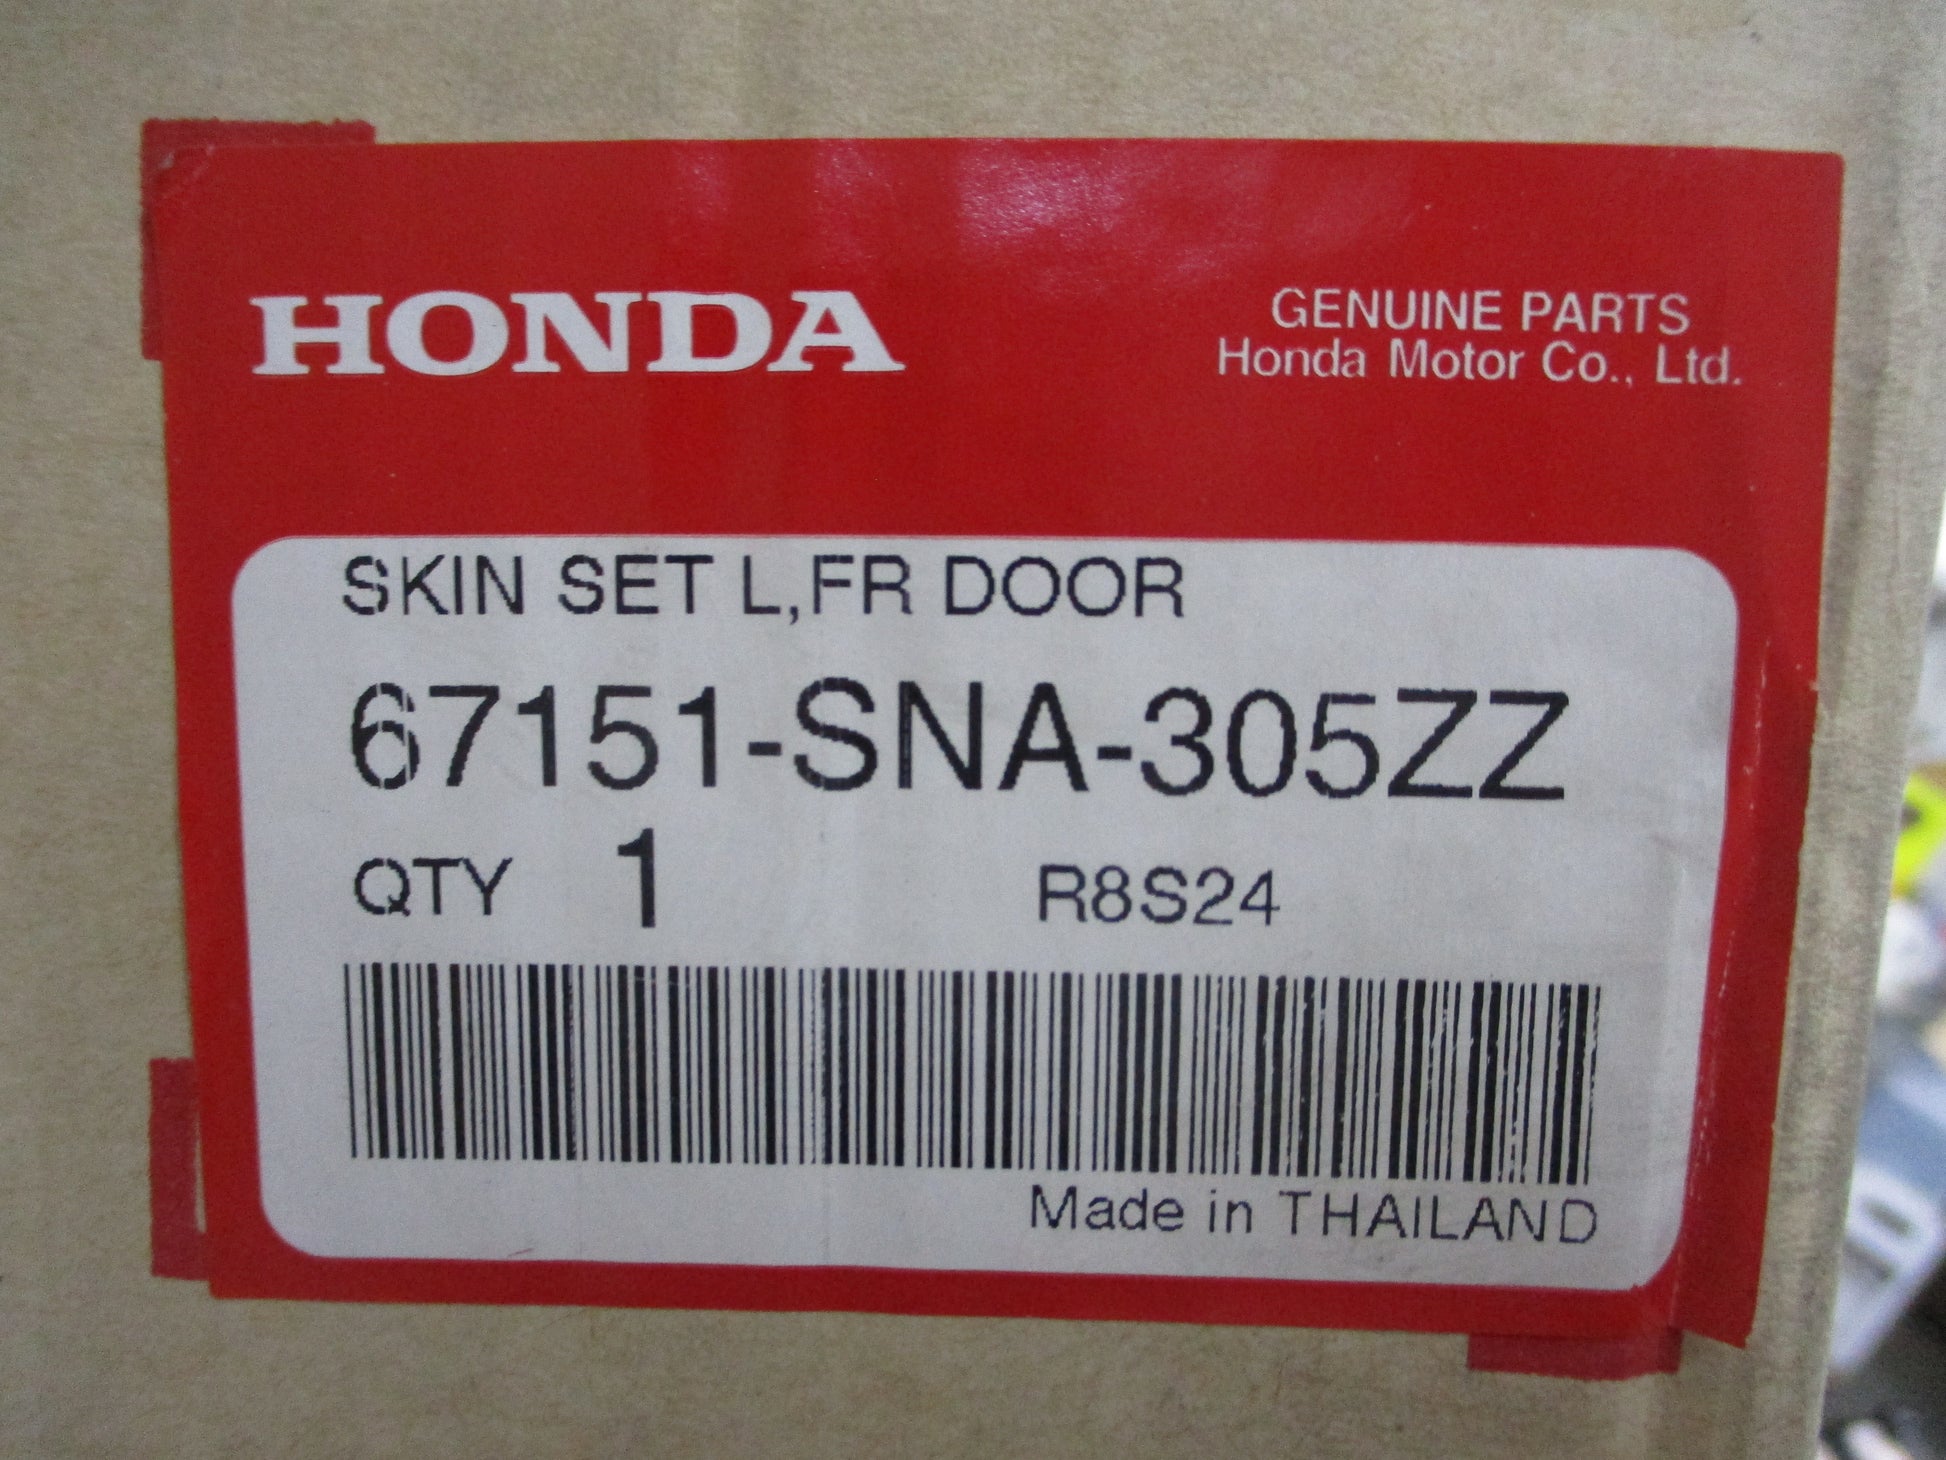 HONDA
GENUINE PARTS
Honda Motor Co., Ltd.
SKIN SET L,FR DOOR
67151-SNA-305ZZ
QTY 1 R8S24
Made in THAILAND